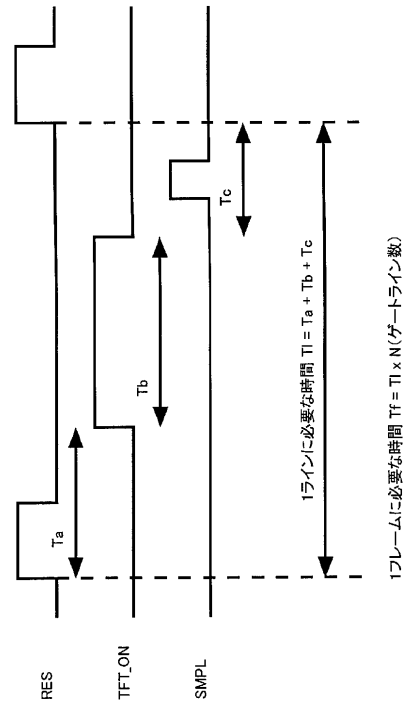 RES
TFT_ON
SMPL
Ta
Tb
Tc
1ラインに必要な時間 Tl = Ta + Tb + Tc
1フレームに必要な時間 Tf = Tl x N(ゲートライン数)